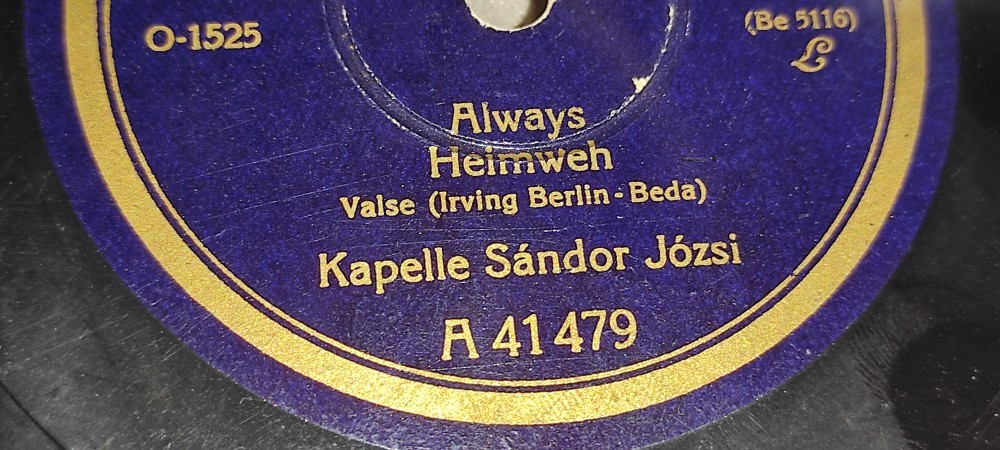 O-1525
(Be 5116)
L
Always
Heimweh
Valse (Irving Berlin - Beda)
Kapelle Sándor Józsi
A 41 479